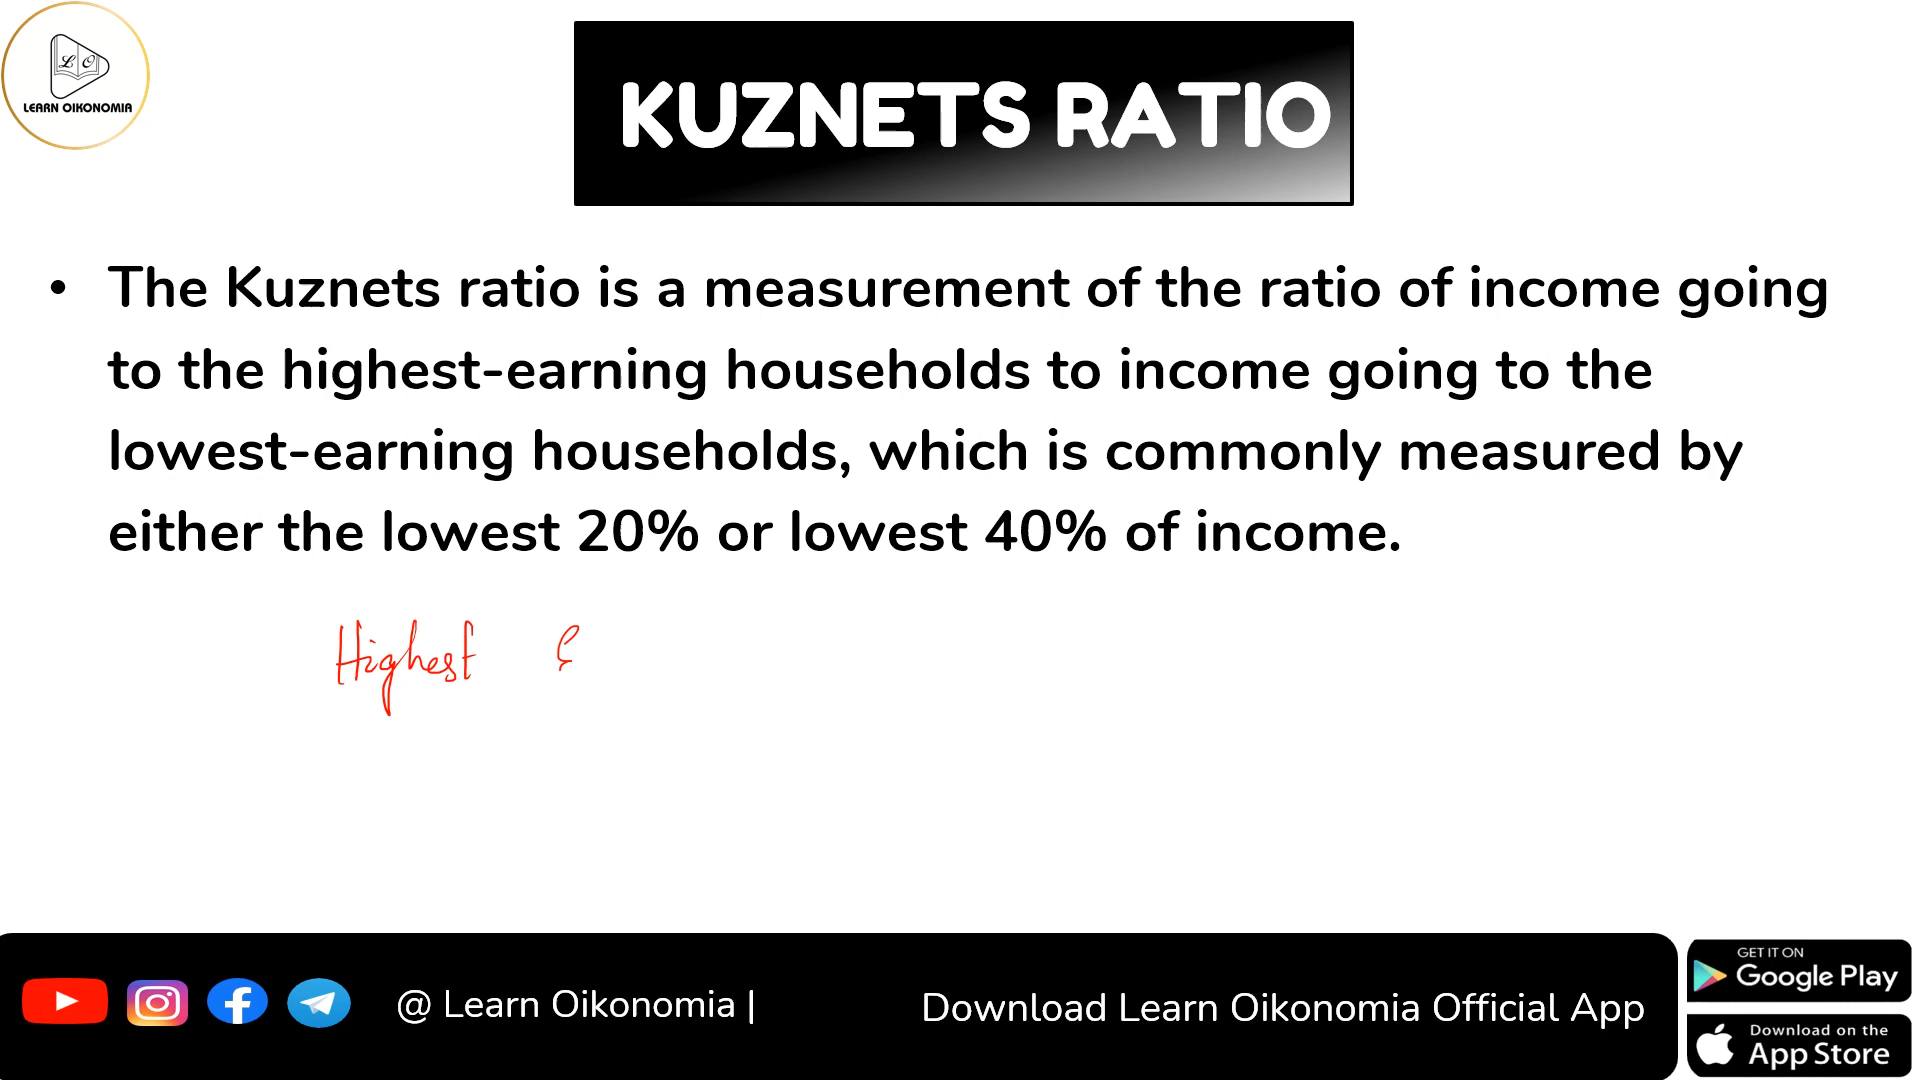 L O
LEARN OIKONOMIA
KUZNETS RATIO
• The Kuznets ratio is a measurement of the ratio of income going
to the highest-earning households to income going to the
lowest-earning households, which is commonly measured by
either the lowest 20% or lowest 40% of income.
Highest
@ Learn Oikonomia |
Download Learn Oikonomia Official App
GET IT ON
Google Play
Download on the
App Store